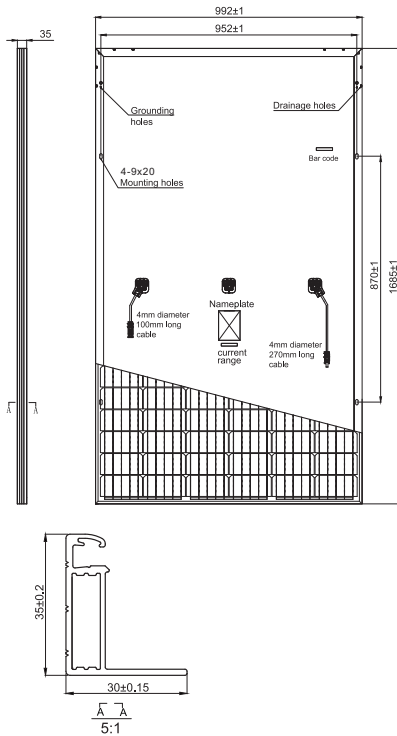 992±1
952±1
35
Grounding
holes
Drainage holes
Bar code
4-9x20
Mounting holes
870±1
1685±1
Nameplate
4mm diameter
100mm long
cable
current
range
4mm diameter
270mm long
cable
A A
35±0.2
30±0.15
A A
5:1